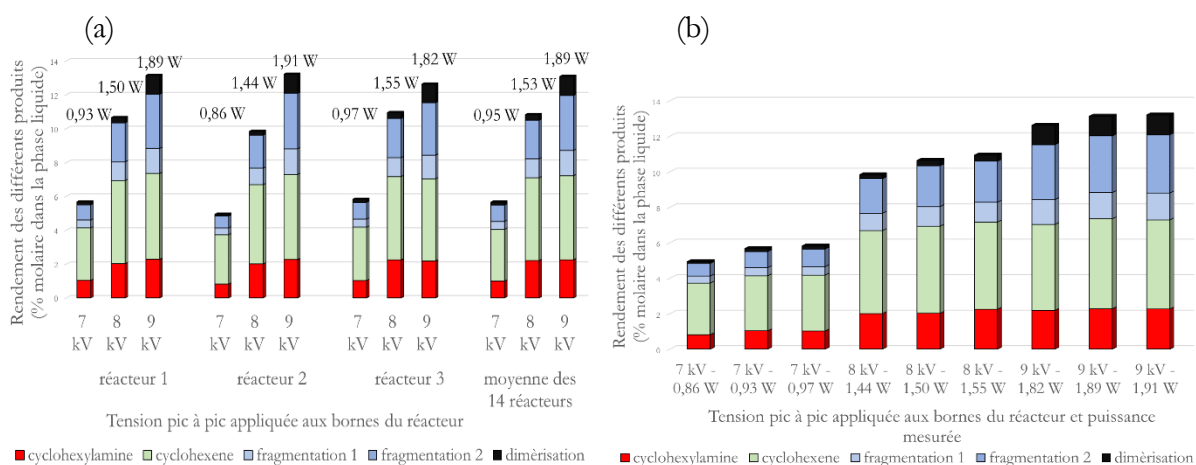 (a)
Rendement des différents produits
(% molaire dans la phase liquide)
14
12
10
8
6
4
2
0
0,93 W
1,50 W
1,89 W
0,86 W
1,44 W
1,91 W
0,97 W
1,55 W
1,82 W
0,95 W
1,53 W
1,89 W
7 8 9 7 8 9 7 8 9 7 8 9
kV kV kV kV kV kV kV kV kV kV kV kV
réacteur 1 réacteur 2 réacteur 3 moyenne des
14 réacteurs
Tension pic à pic appliquée aux bornes du réacteur
cyclohexylamine cyclohexene fragmentation 1 fragmentation 2 dimèrisation
(b)
Rendement des différents produits
(% molaire dans la phase liquide)
14
12
10
8
6
4
2
0
7 kV - 7 kV - 7 kV - 8 kV - 8 kV - 8 kV - 9 kV - 9 kV - 9 kV -
0,86 W 0,93 W 0,97 W 1,44 W 1,50 W 1,55 W 1,82 W 1,89 W 1,91 W
Tension pic à pic appliquée aux bornes du réacteur et puissance
mesurée
cyclohexylamine cyclohexene fragmentation 1 fragmentation 2 dimèrisation